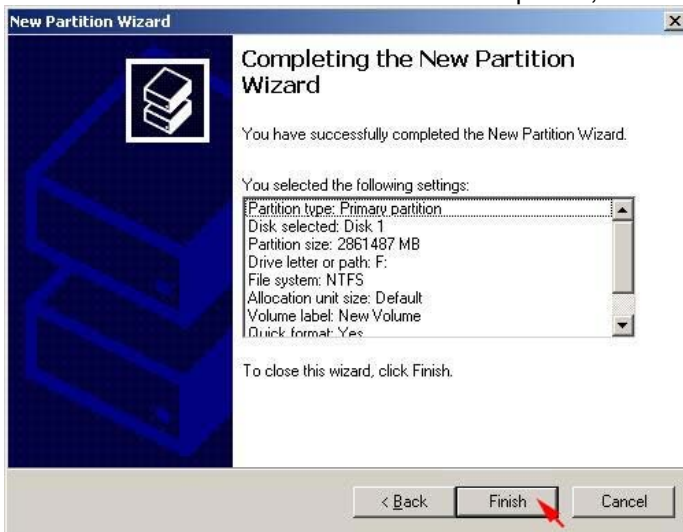 New Partition Wizard
Completing the New Partition
Wizard
You have successfully completed the New Partition Wizard.
You selected the following settings:
Partition type: Primary partition
Disk selected: Disk 1
Partition size: 2861487 MB
Drive letter or path: F:
File system: NTFS
Allocation unit size: Default
Volume label: New Volume
Quick format: Yes
To close this wizard, click Finish.
< Back
Finish
Cancel